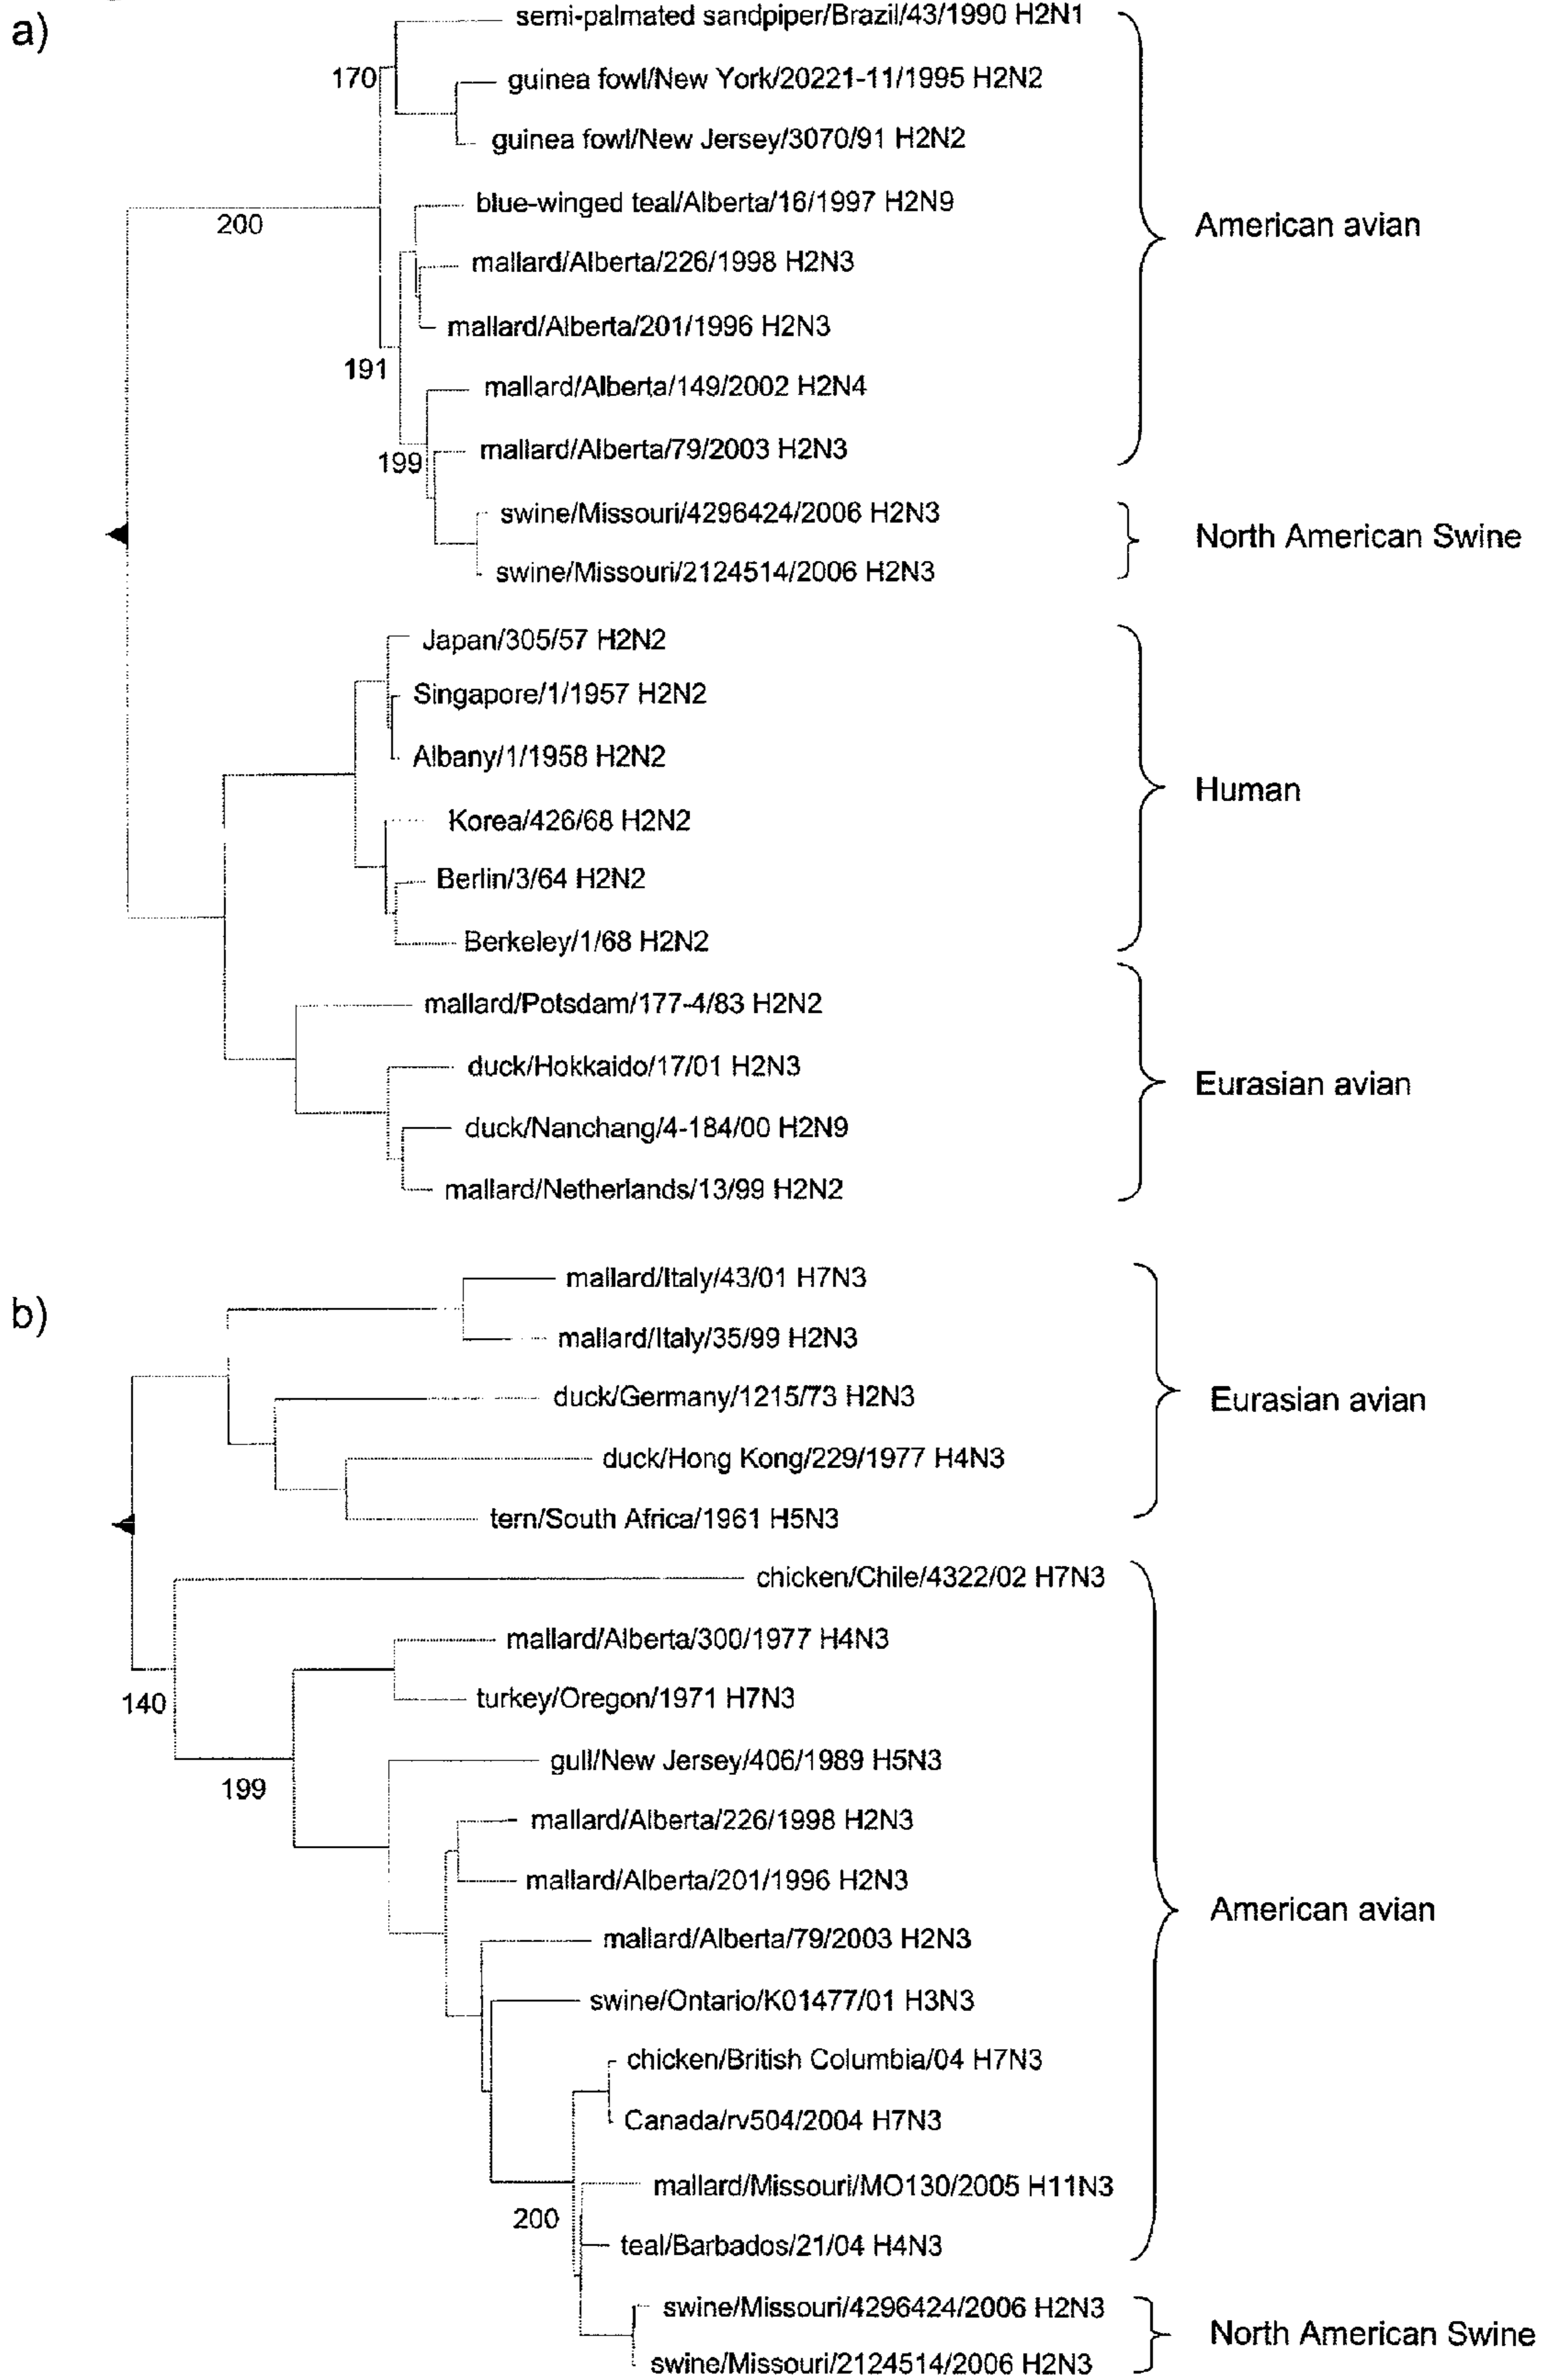 a)
semi-palmated sandpiper/Brazil/43/1990 H2N1
170
guinea fowl/New York/20221-11/1995 H2N2
guinea fowl/New Jersey/3070/91 H2N2
blue-winged teal/Alberta/16/1997 H2N9
200
American avian
mallard/Alberta/226/1998 H2N3
mallard/Alberta/201/1996 H2N3
191
mallard/Alberta/149/2002 H2N4
mallard/Alberta/79/2003 H2N3
199
swine/Missouri/4296424/2006 H2N3
North American Swine
swine/Missouri/2124514/2006 H2N3
Japan/305/57 H2N2
Singapore/1/1957 H2N2
Albany/1/1958 H2N2
Human
Korea/426/68 H2N2
Berlin/3/64 H2N2
Berkeley/1/68 H2N2
mallard/Potsdam/177-4/83 H2N2
duck/Hokkaido/17/01 H2N3
Eurasian avian
duck/Nanchang/4-184/00 H2N9
mallard/Netherlands/13/99 H2N2
b)
mallard/Italy/43/01 H7N3
mallard/Italy/35/99 H2N3
duck/Germany/1215/73 H2N3
Eurasian avian
duck/Hong Kong/229/1977 H4N3
tern/South Africa/1961 H5N3
chicken/Chile/4322/02 H7N3
mallard/Alberta/300/1977 H4N3
140
turkey/Oregon/1971 H7N3
gull/New Jersey/406/1989 H5N3
199
mallard/Alberta/226/1998 H2N3
mallard/Alberta/201/1996 H2N3
American avian
mallard/Alberta/79/2003 H2N3
swine/Ontario/K01477/01 H3N3
chicken/British Columbia/04 H7N3
Canada/rv504/2004 H7N3
mallard/Missouri/MO130/2005 H11N3
200
teal/Barbados/21/04 H4N3
swine/Missouri/4296424/2006 H2N3
North American Swine
swine/Missouri/2124514/2006 H2N3